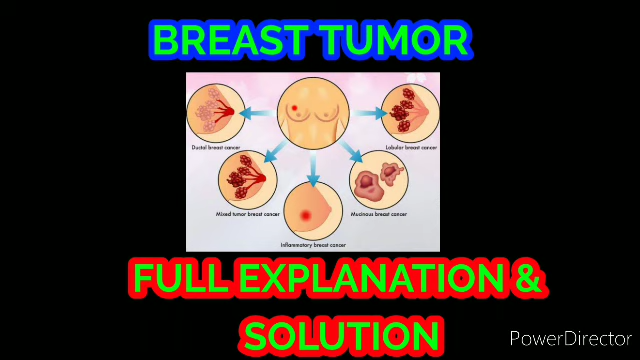 BREAST TUMOR
Ductal breast cancer
Lobular breast cancer
Mixed tumor breast cancer
Mucinous breast cancer
Inflammatory breast cancer
FULL EXPLANATION &
SOLUTION
PowerDirector